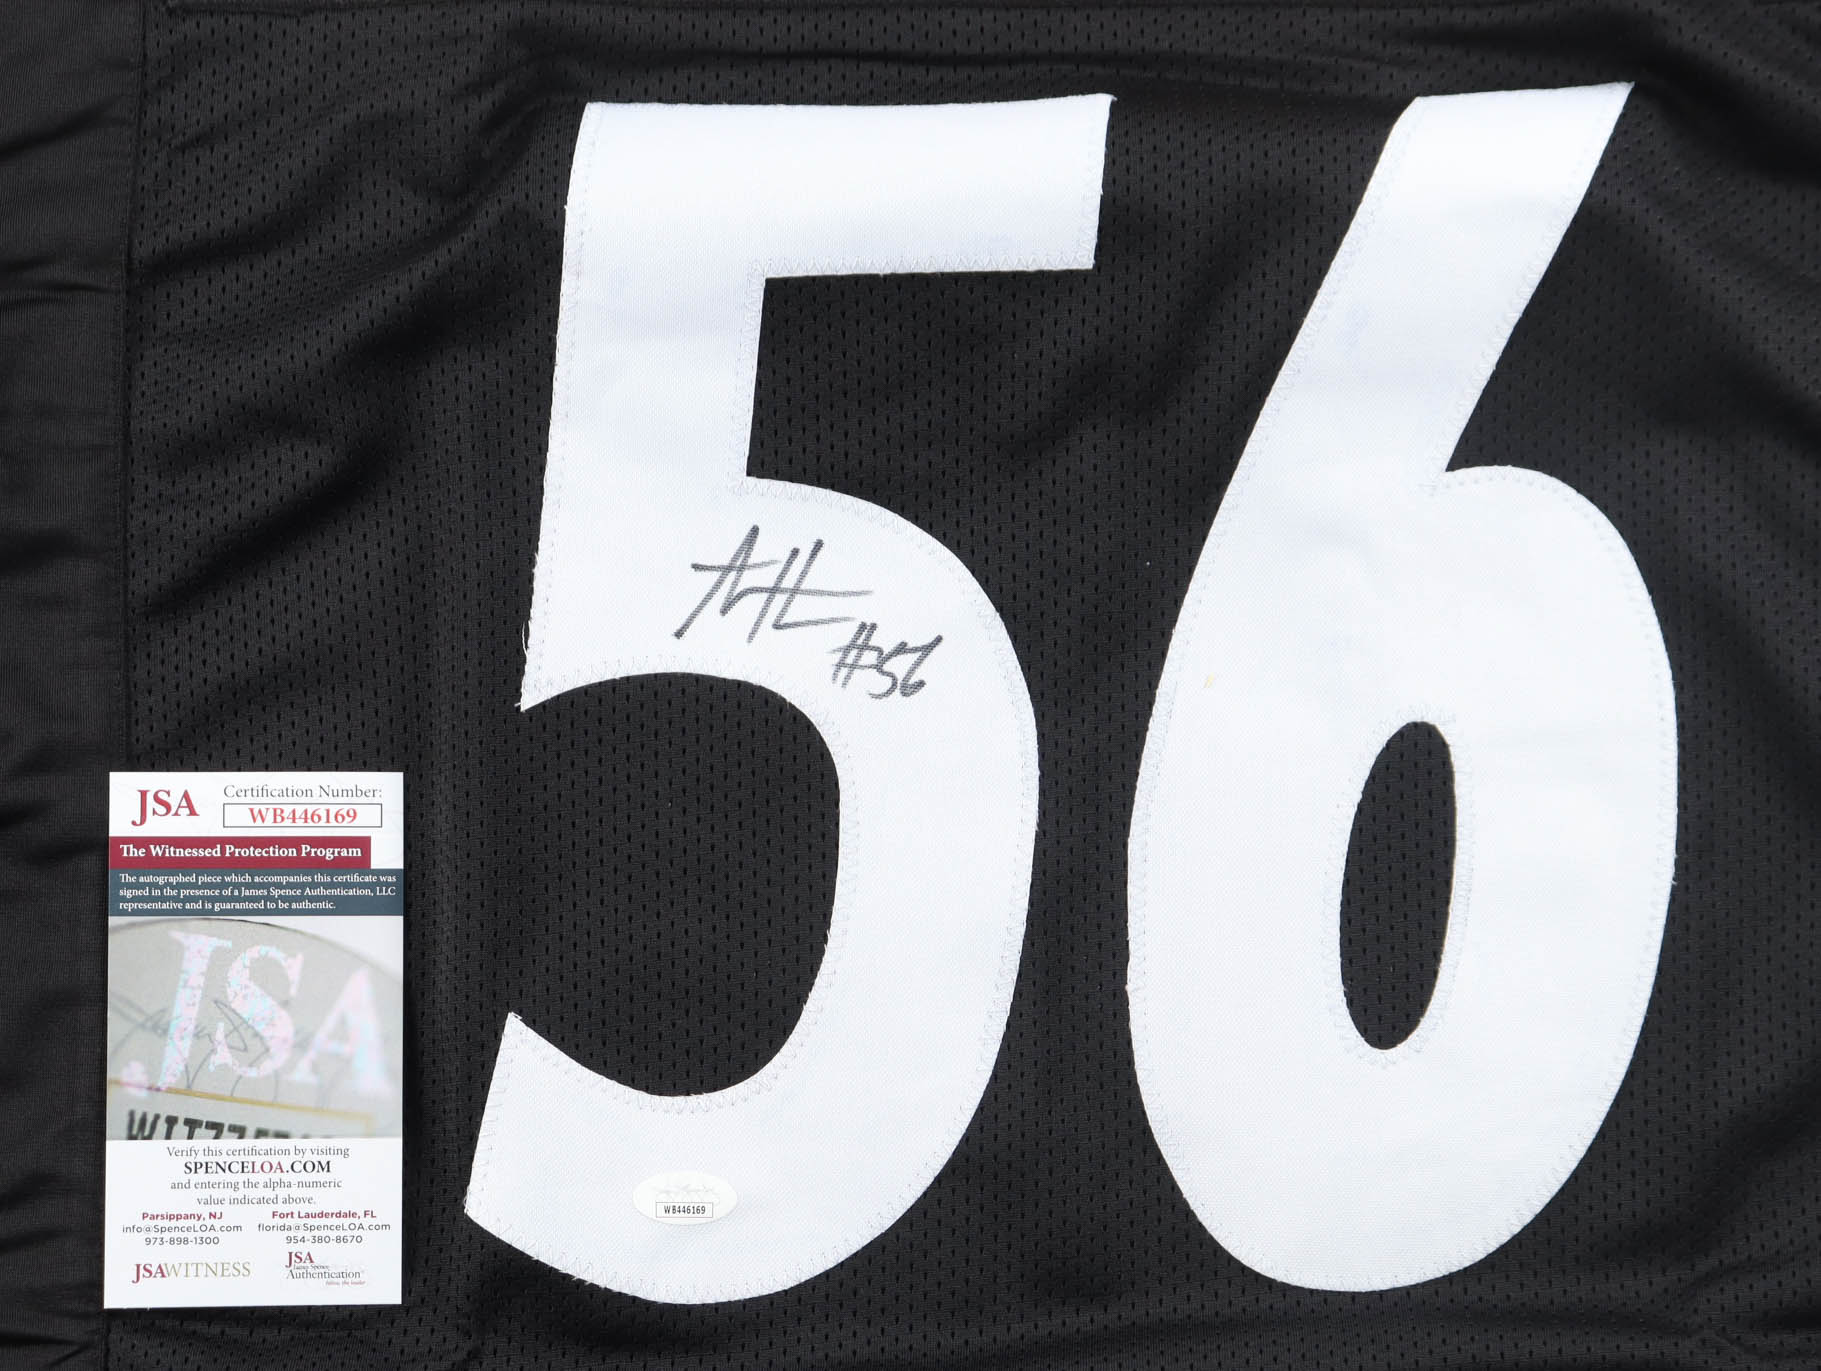 56
#56
JSA
Certification Number:
WB446169
The Witnessed Protection Program
The autographed piece which accompanies this certificate was
signed in the presence of a James Spence Authentication, LLC
representative and is guaranteed to be authentic.
JSA
Verify this certification by visiting
SPENCELOA.COM
and entering the alpha-numeric
value indicated above.
Parsippany, NJ
info@SpenceLOA.com
973-898-1300
Fort Lauderdale, FL
florida@SpenceLOA.com
954-380-8670
JSAWITNESS
JSA
James Spence
Authentication
WB446169